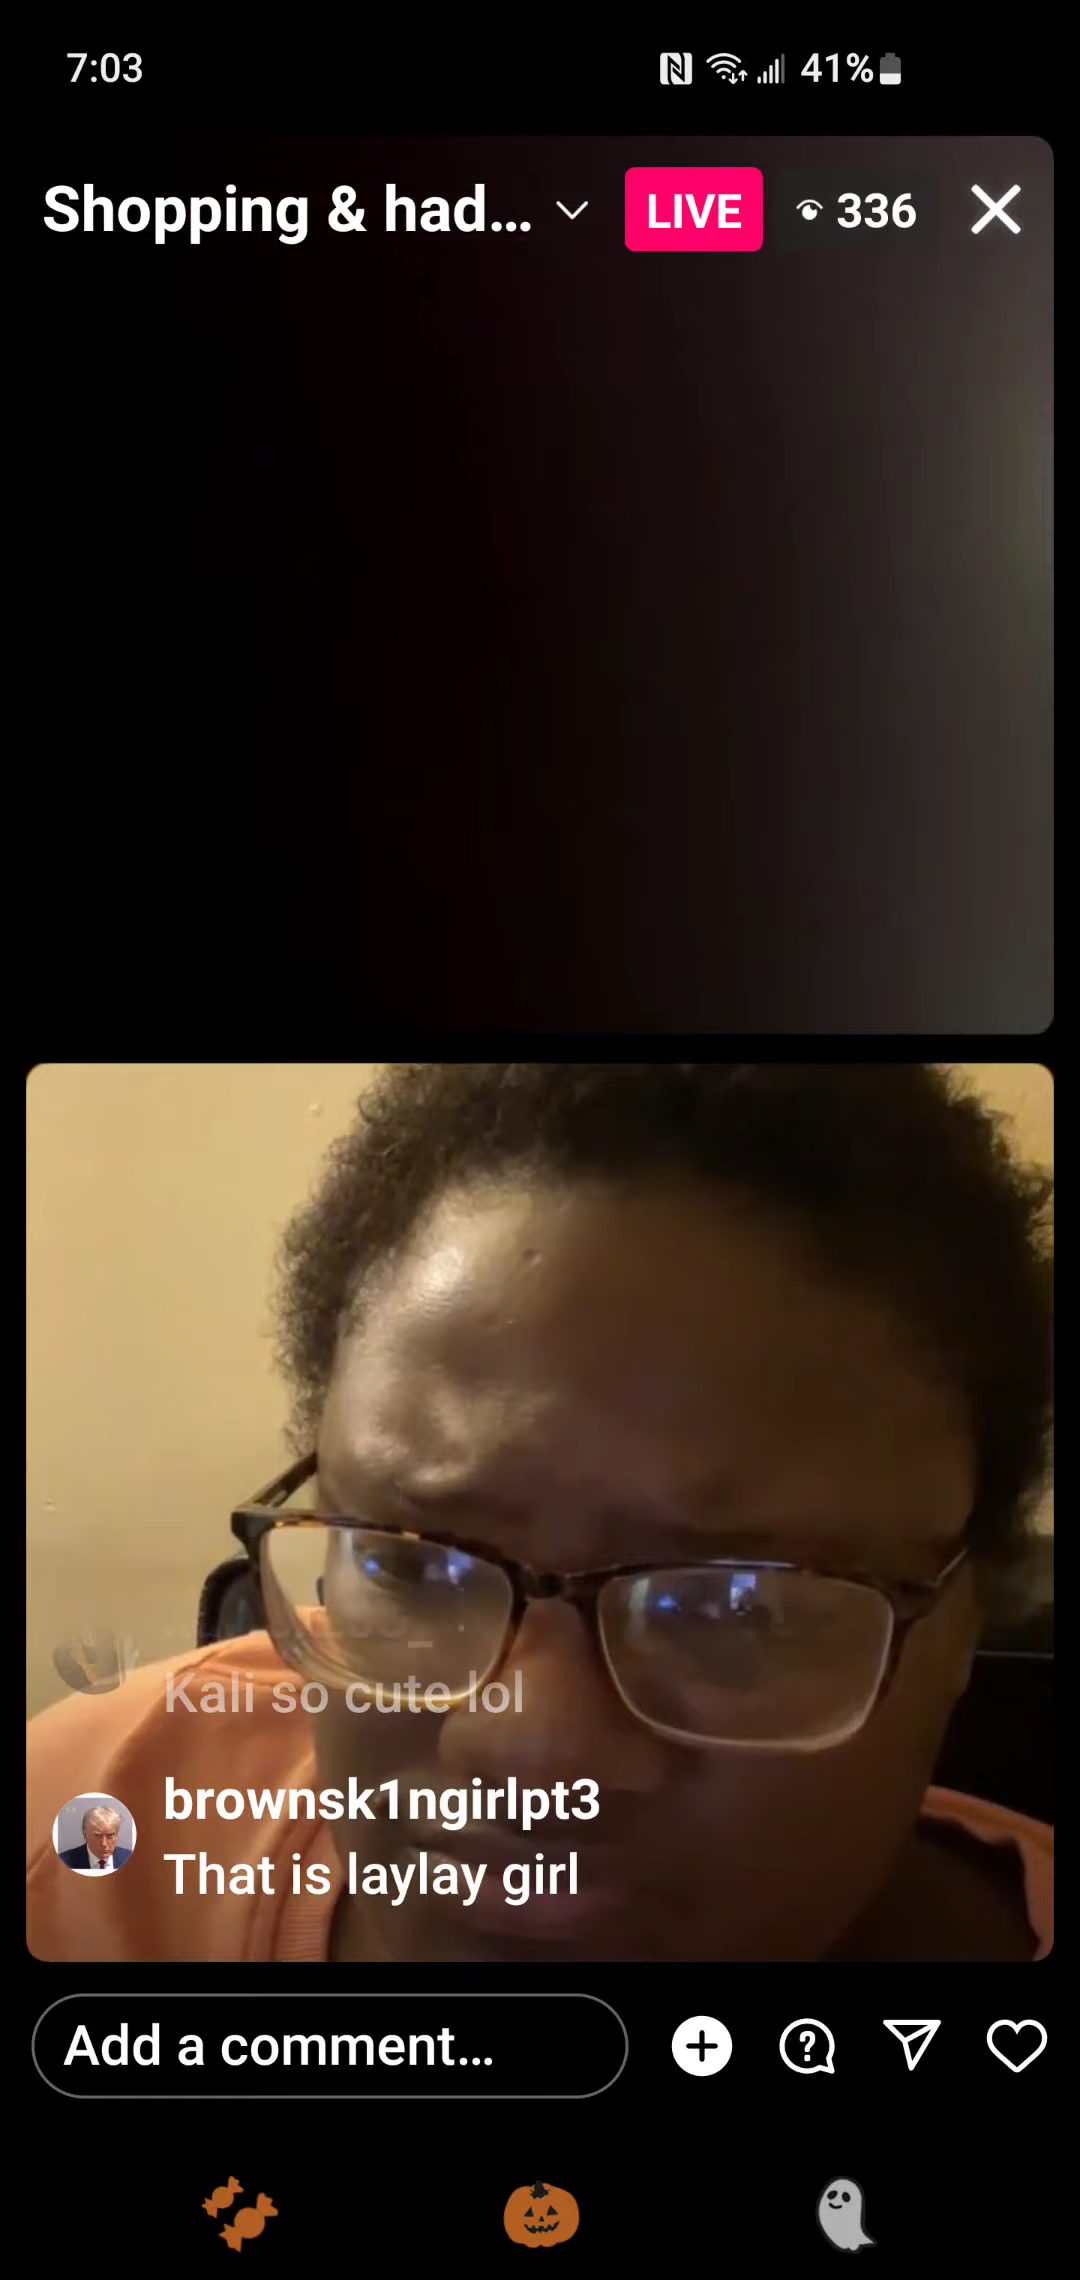 7:03 41%
Shopping & had... LIVE 336
Kali so cute lol
brownsk1ngirlpt3
That is laylay girl
Add a comment...